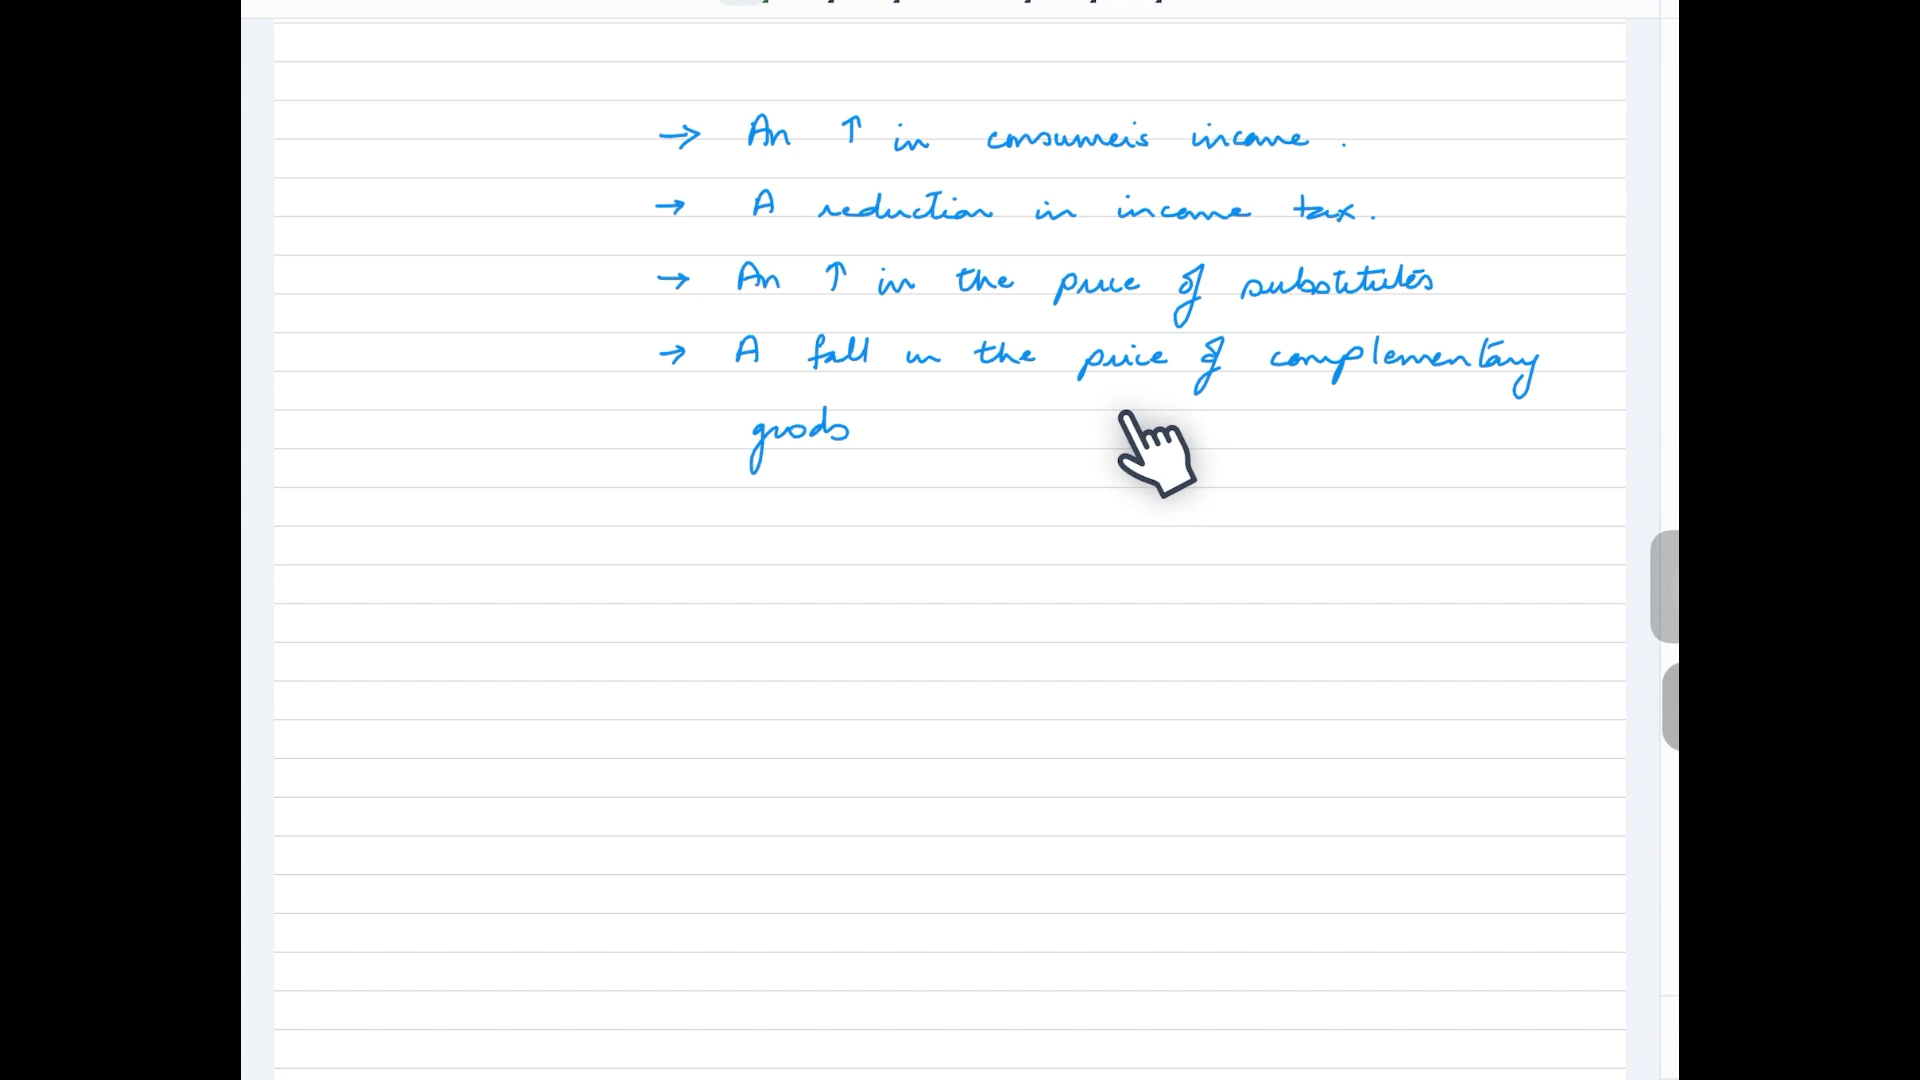 → An ↑ in consumer's income.
→ A reduction in income tax.
→ An ↑ in the price of substitutes
→ A fall in the price of complementary
goods